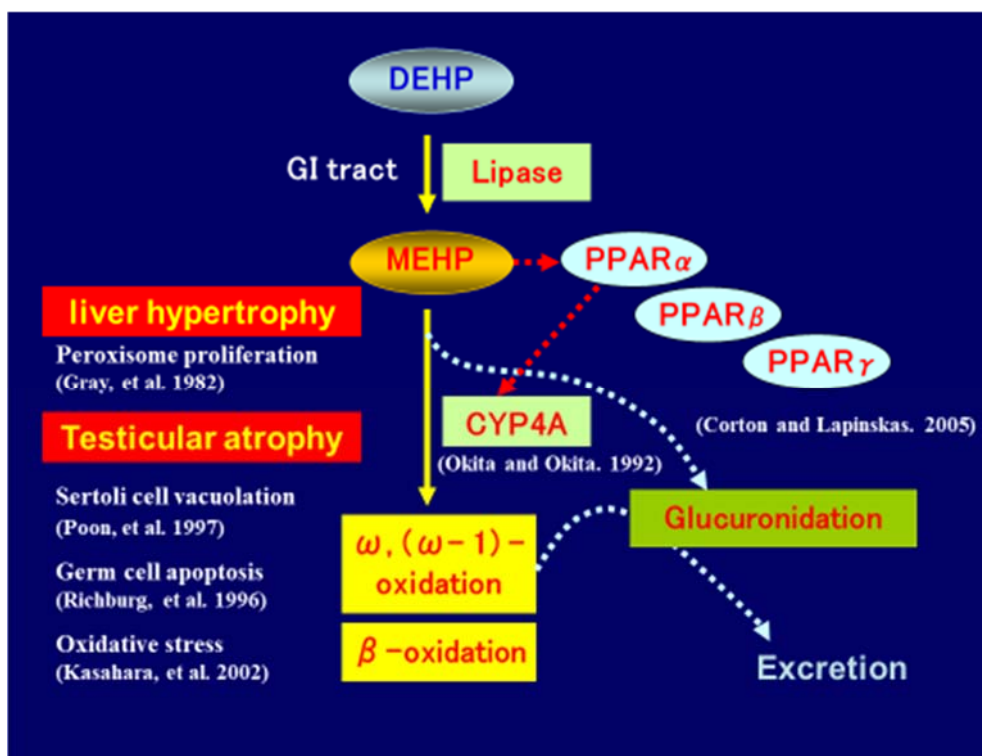 DEHP
GI tract
Lipase
MEHP
PPARα
PPARβ
PPARγ
liver hypertrophy
Peroxisome proliferation
(Gray, et al. 1982)
CYP4A
(Okita and Okita. 1992)
(Corton and Lapinskas. 2005)
Testicular atrophy
Sertoli cell vacuolation
(Poon, et al. 1997)
Germ cell apoptosis
(Richburg, et al. 1996)
Oxidative stress
(Kasahara, et al. 2002)
ω, (ω-1)-
oxidation
β-oxidation
Glucuronidation
Excretion